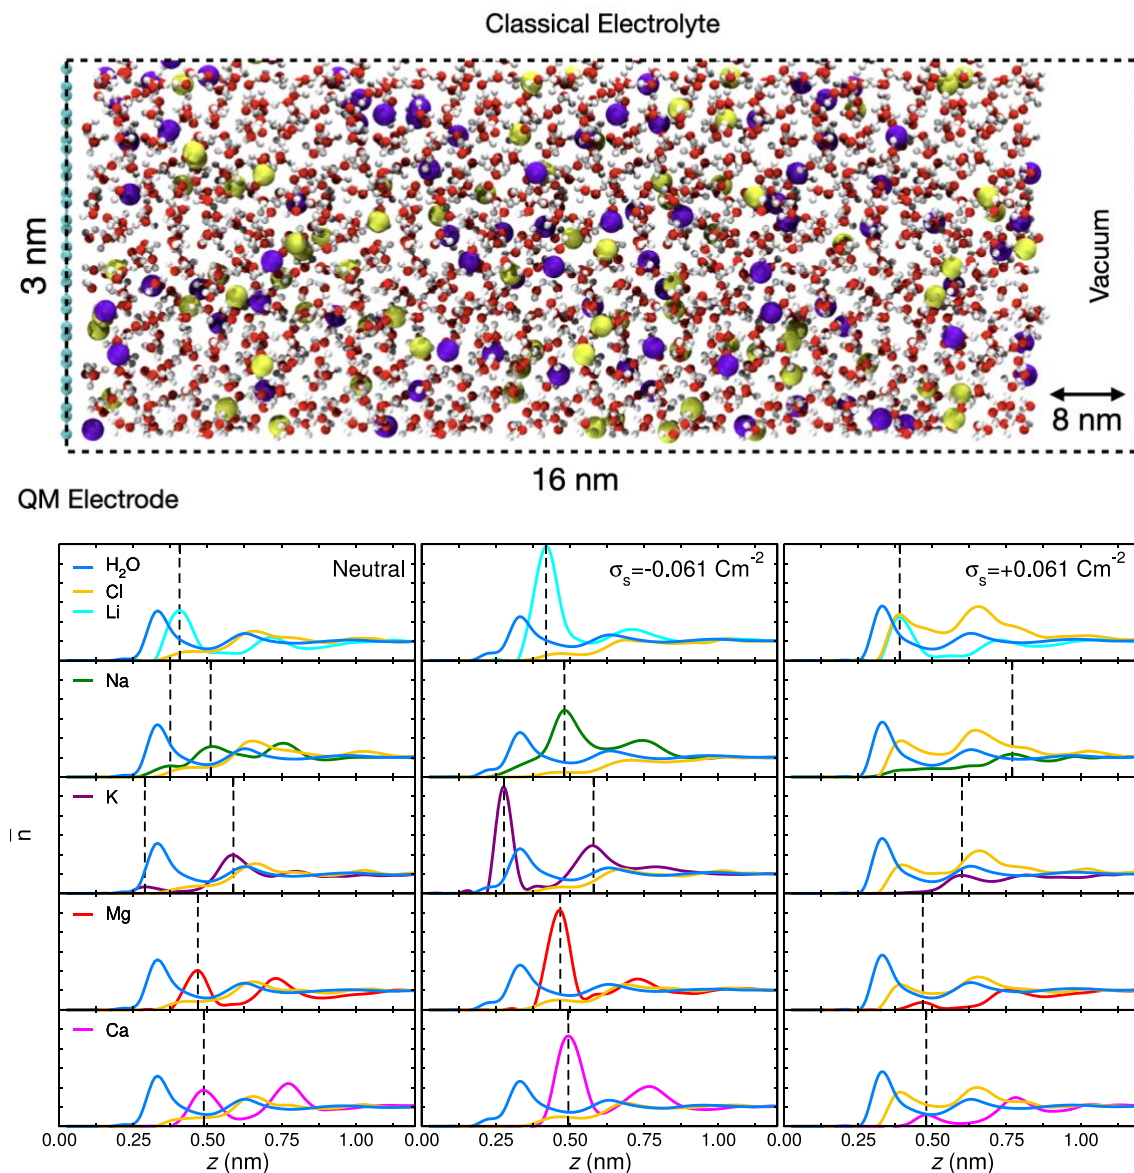 Classical Electrolyte
3 nm
Vacuum
8 nm
16 nm
QM Electrode
H2O
Cl
Li
Neutral
σs=-0.061 Cm-2
σs=+0.061 Cm-2
Na
K
Mg
Ca
n̅
0.00 0.25 0.50 0.75 1.00
0.00 0.25 0.50 0.75 1.00
0.00 0.25 0.50 0.75 1.00
z (nm)
z (nm)
z (nm)